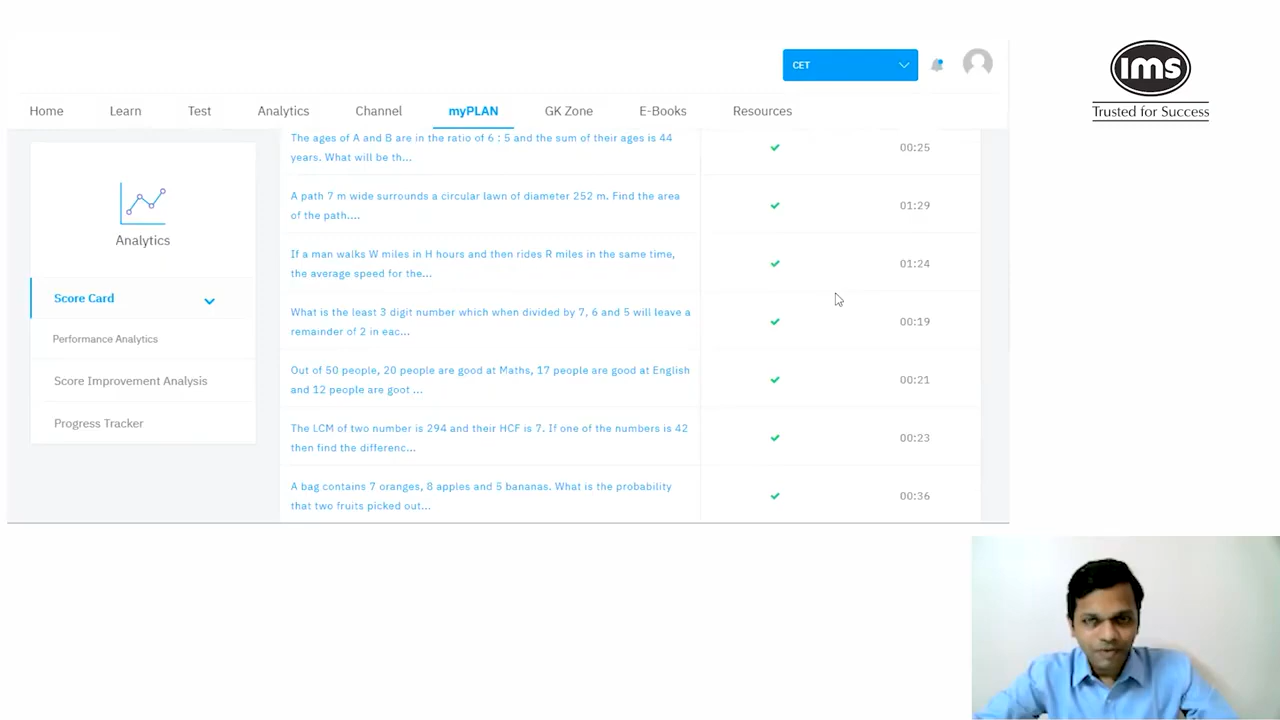 CET
ims
Trusted for Success
Home
Learn
Test
Analytics
Channel
myPLAN
GK Zone
E-Books
Resources
The ages of A and B are in the ratio of 6 : 5 and the sum of their ages is 44
years. What will be th...
00:25
A path 7 m wide surrounds a circular lawn of diameter 252 m. Find the area
of the path....
01:29
If a man walks W miles in H hours and then rides R miles in the same time,
the average speed for the...
01:24
What is the least 3 digit number which when divided by 7, 6 and 5 will leave a
remainder of 2 in eac...
00:19
Out of 50 people, 20 people are good at Maths, 17 people are good at English
and 12 people are goot ...
00:21
The LCM of two number is 294 and their HCF is 7. If one of the numbers is 42
then find the differenc...
00:23
A bag contains 7 oranges, 8 apples and 5 bananas. What is the probability
that two fruits picked out...
00:36
Analytics
Score Card
Performance Analytics
Score Improvement Analysis
Progress Tracker